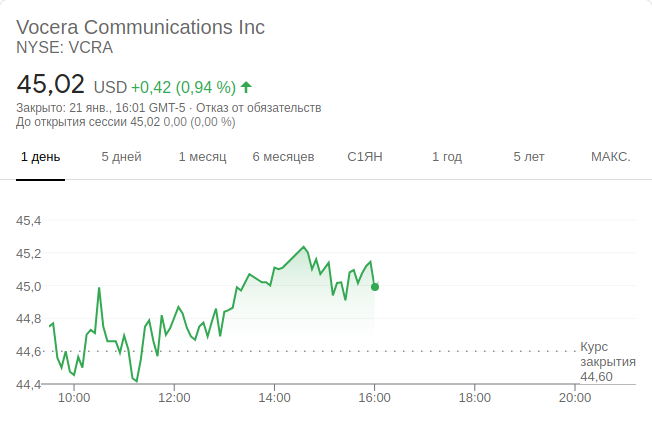 Vocera Communications Inc
NYSE: VCRA
45,02 USD +0,42 (0,94 %)
Закрыто: 21 янв., 16:01 GMT-5 · Отказ от обязательств
До открытия сессии 45,02 0,00 (0,00 %)
1 день 5 дней 1 месяц 6 месяцев С1ЯН 1 год 5 лет МАКС.
45,4
45,2
45,0
44,8
44,6
44,4
Курс
закрытия
44,60
10:00 12:00 14:00 16:00 18:00 20:00